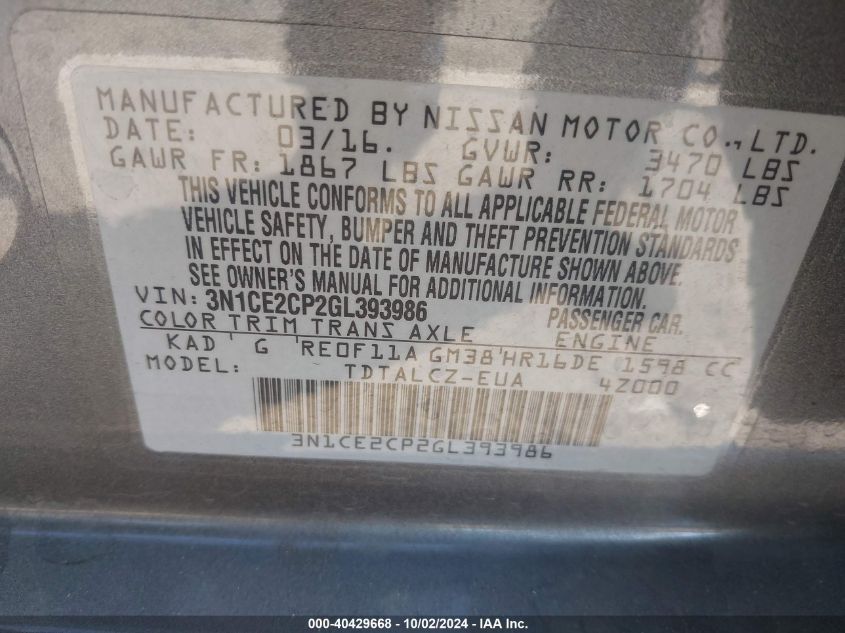 MANUFACTURED BY NISSAN MOTOR CO., LTD.
DATE: 03/16. GVWR: 3470 LBS
GAWR FR: 1867 LBS GAWR RR: 1704 LBS
THIS VEHICLE CONFORMS TO ALL APPLICABLE FEDERAL MOTOR
VEHICLE SAFETY, BUMPER AND THEFT PREVENTION STANDARDS
IN EFFECT ON THE DATE OF MANUFACTURE SHOWN ABOVE.
SEE OWNER'S MANUAL FOR ADDITIONAL INFORMATION.
VIN: 3N1CE2CP2GL393986 PASSENGER CAR.
COLOR TRIM TRANS AXLE ENGINE
KAD G RE0F11A GM38 HR16DE 1598 CC
MODEL: TDTALCZ-EUA 4Z000
3N1CE2CP2GL393986
000-40429668 - 10/02/2024 - IAA Inc.